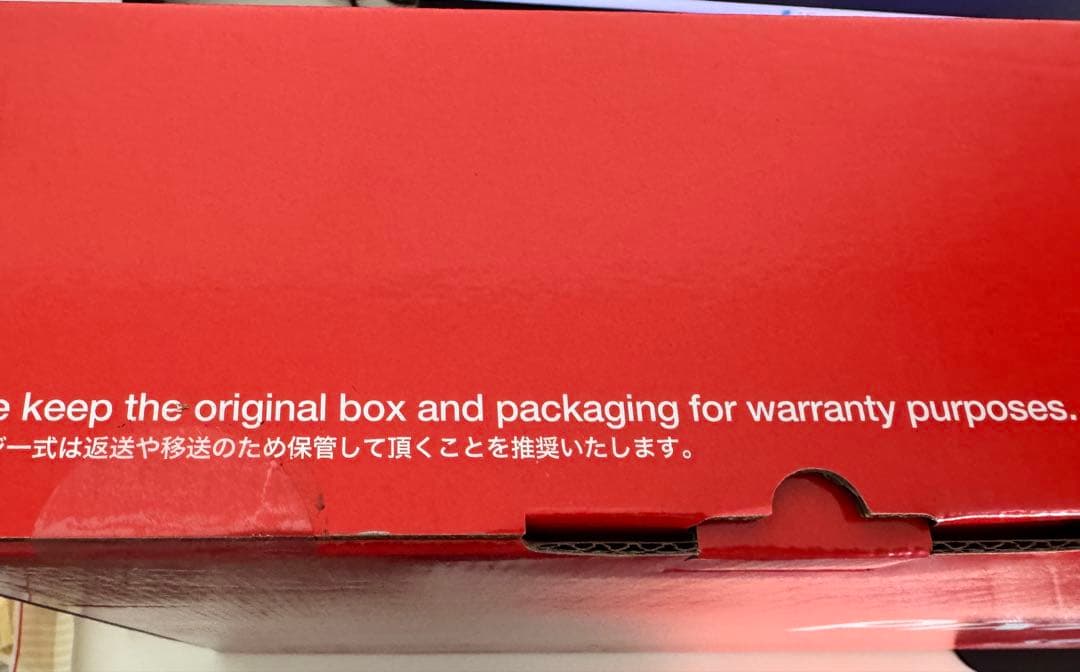 e keep the original box and packaging for warranty purposes.
ジ一式は返送や移送のため保管して頂くことを推奨いたします。